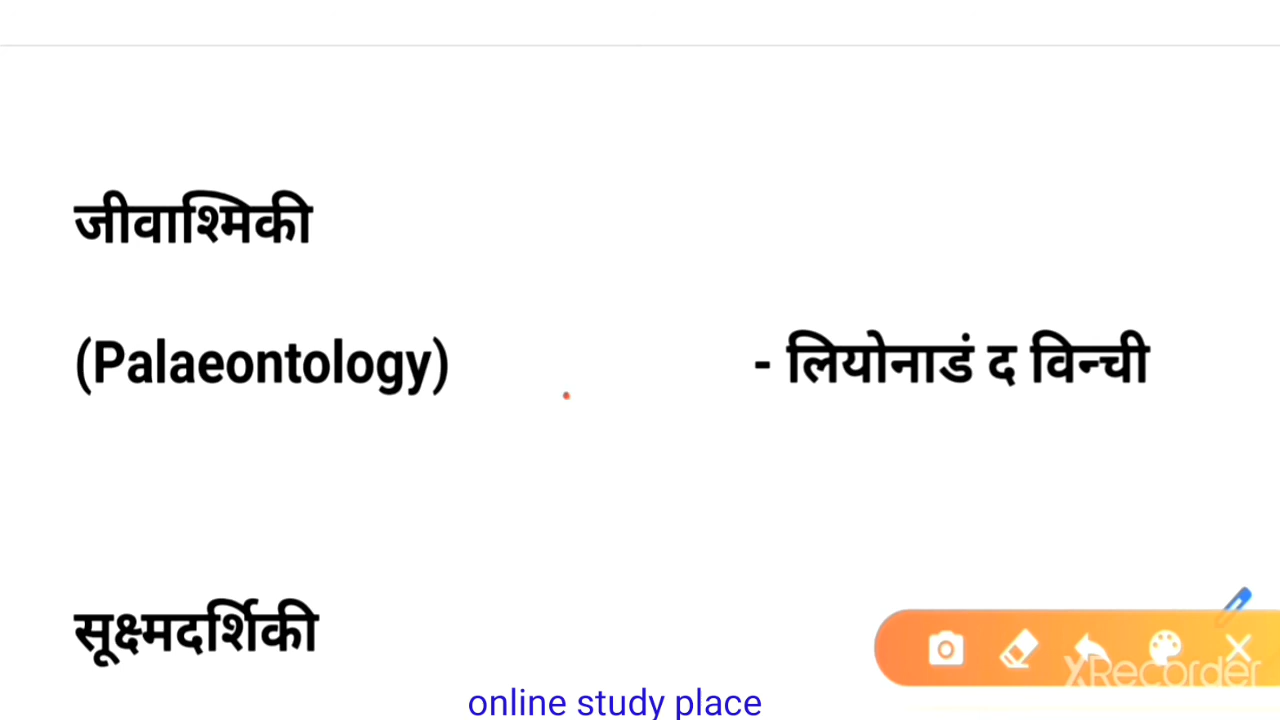 जीवाश्मिकी
(Palaeontology) - लियोनाडं द विन्ची
सूक्ष्मदर्शिकी
XRecorder
online study place